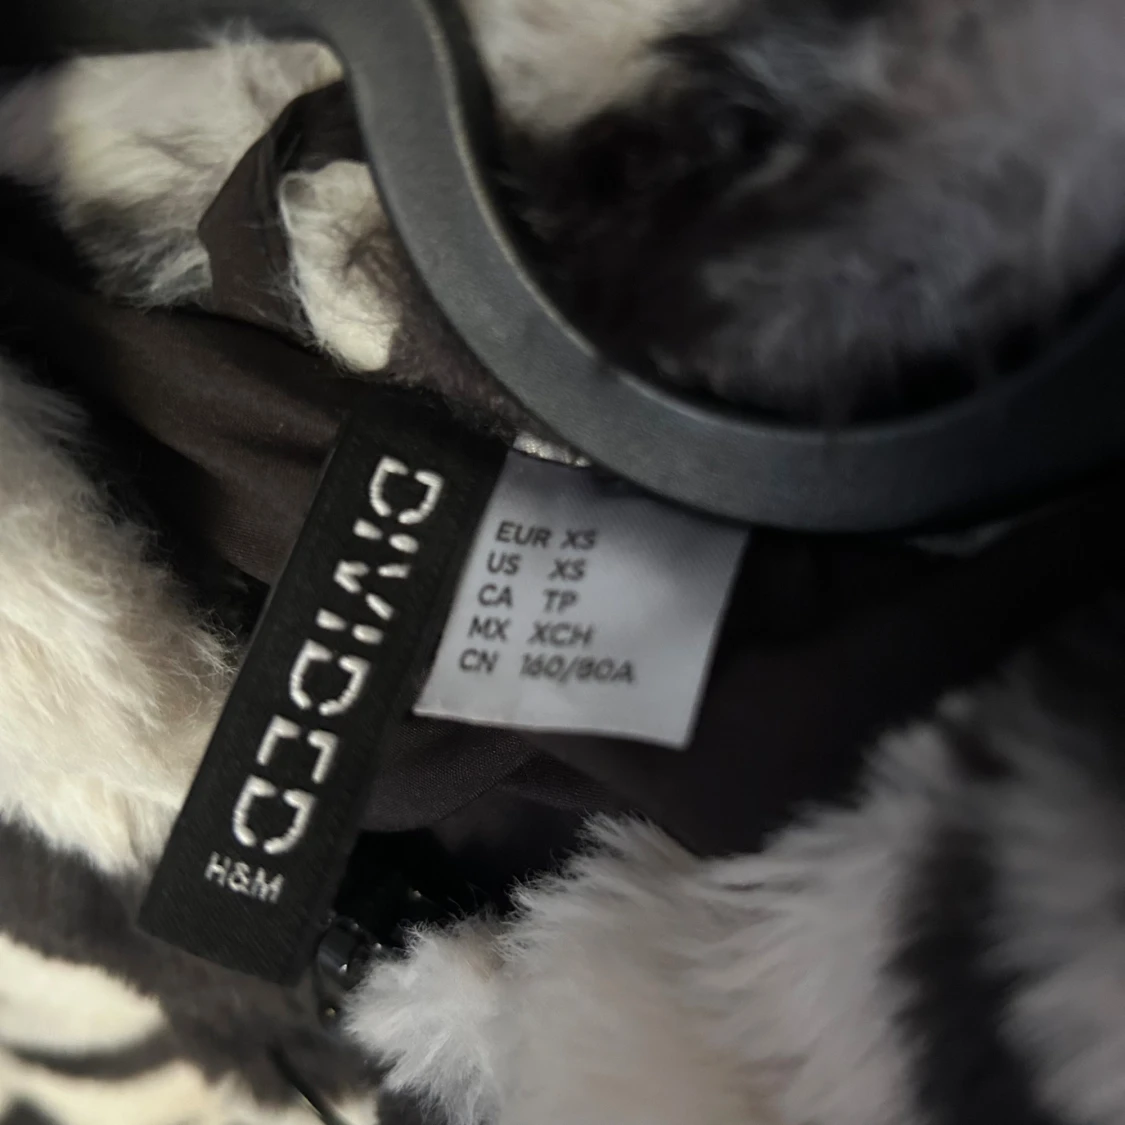 DIVIDED
H&M
EUR XS
US XS
CA TP
MX XCH
CN 160/80A